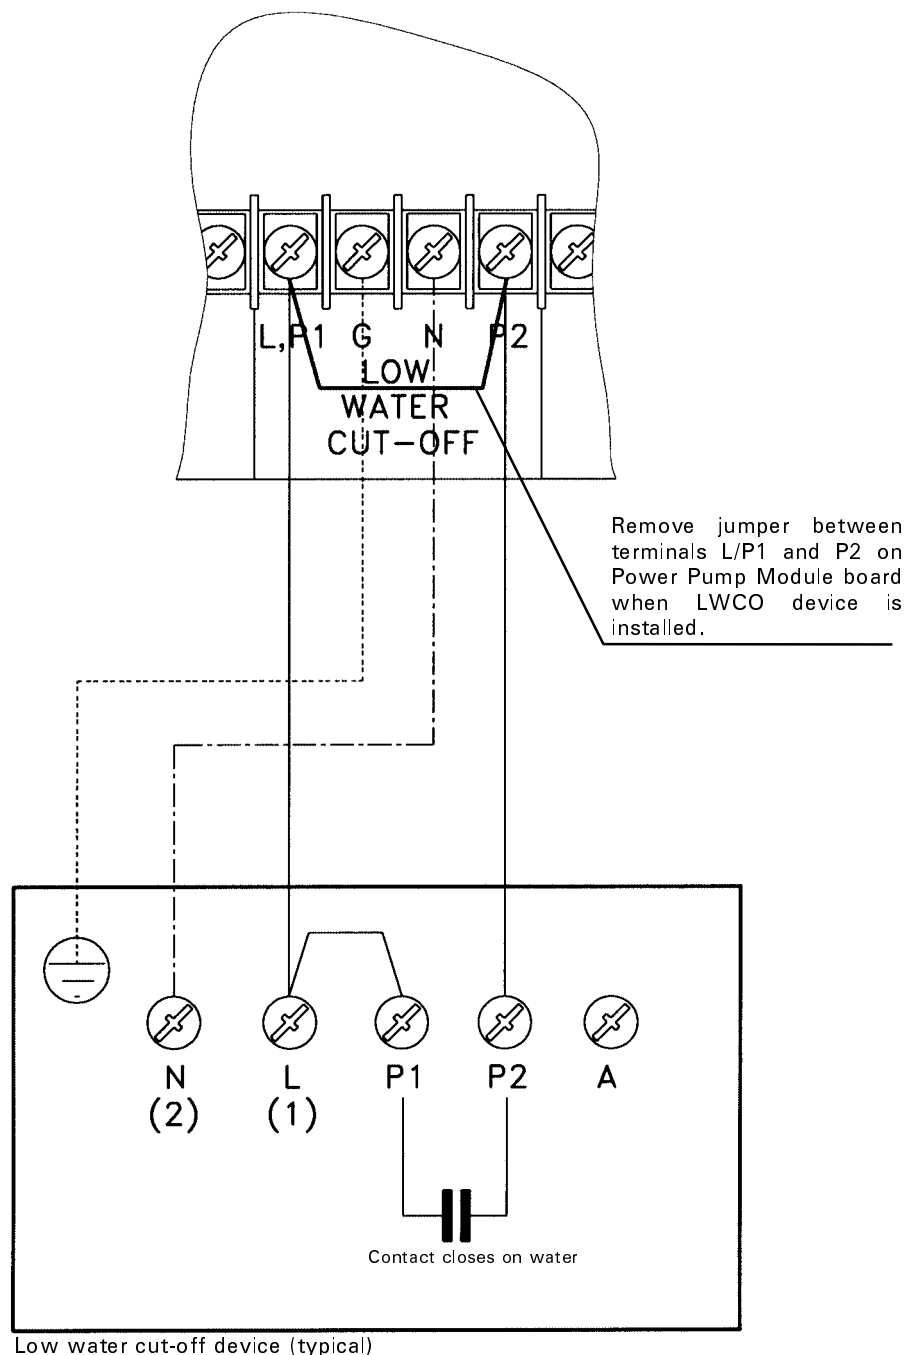 L,P1 G N P2
LOW
WATER
CUT-OFF
Remove jumper between
terminals L/P1 and P2 on
Power Pump Module board
when LWCO device is
installed.
N L P1 P2 A
(2) (1)
Contact closes on water
Low water cut-off device (typical)